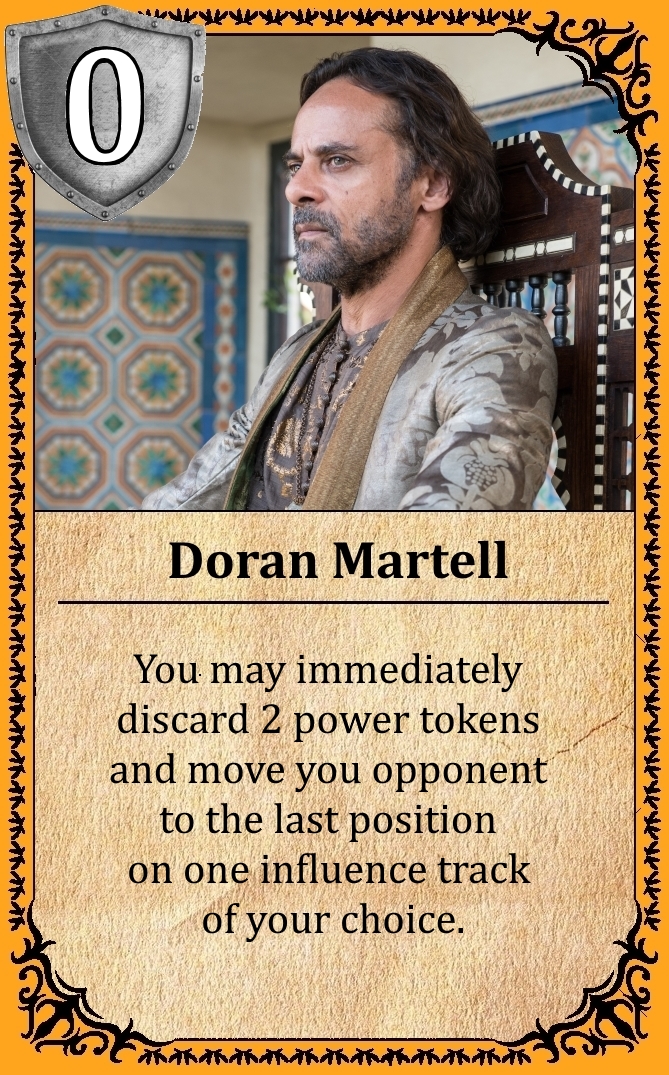 0
Doran Martell
You may immediately
discard 2 power tokens
and move you opponent
to the last position
on one influence track
of your choice.